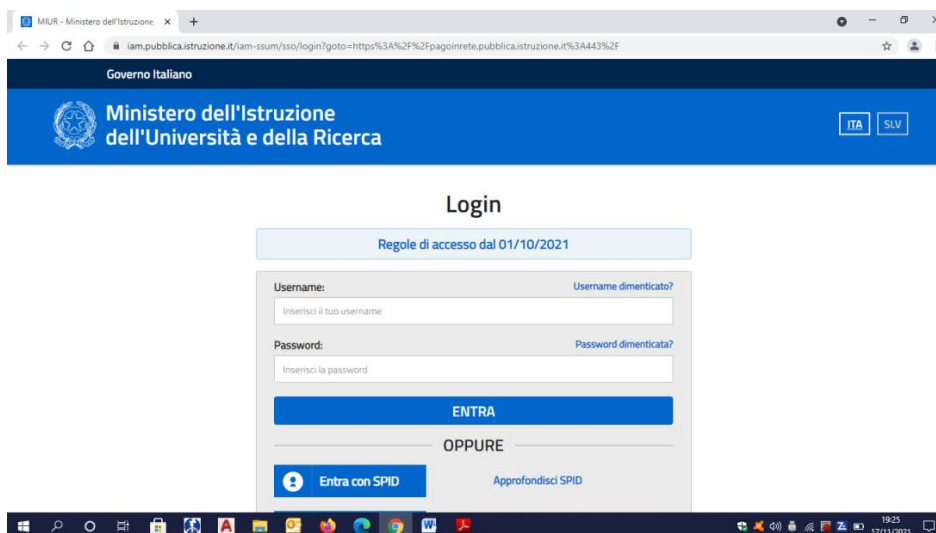 MIUR - Ministero dell'Istruzione
iam.pubblica.istruzione.it/iam-ssum/sso/login?goto=https%3A%2F%2Fpagoinrete.pubblica.istruzione.it%3A443%2F
Governo Italiano
Ministero dell'Istruzione
dell'Università e della Ricerca
ITA SLV
Login
Regole di accesso dal 01/10/2021
Username: Username dimenticato?
Inserisci il tuo username
Password: Password dimenticata?
Inserisci la password
ENTRA
OPPURE
Entra con SPID Approfondisci SPID
19:25
17/11/2021